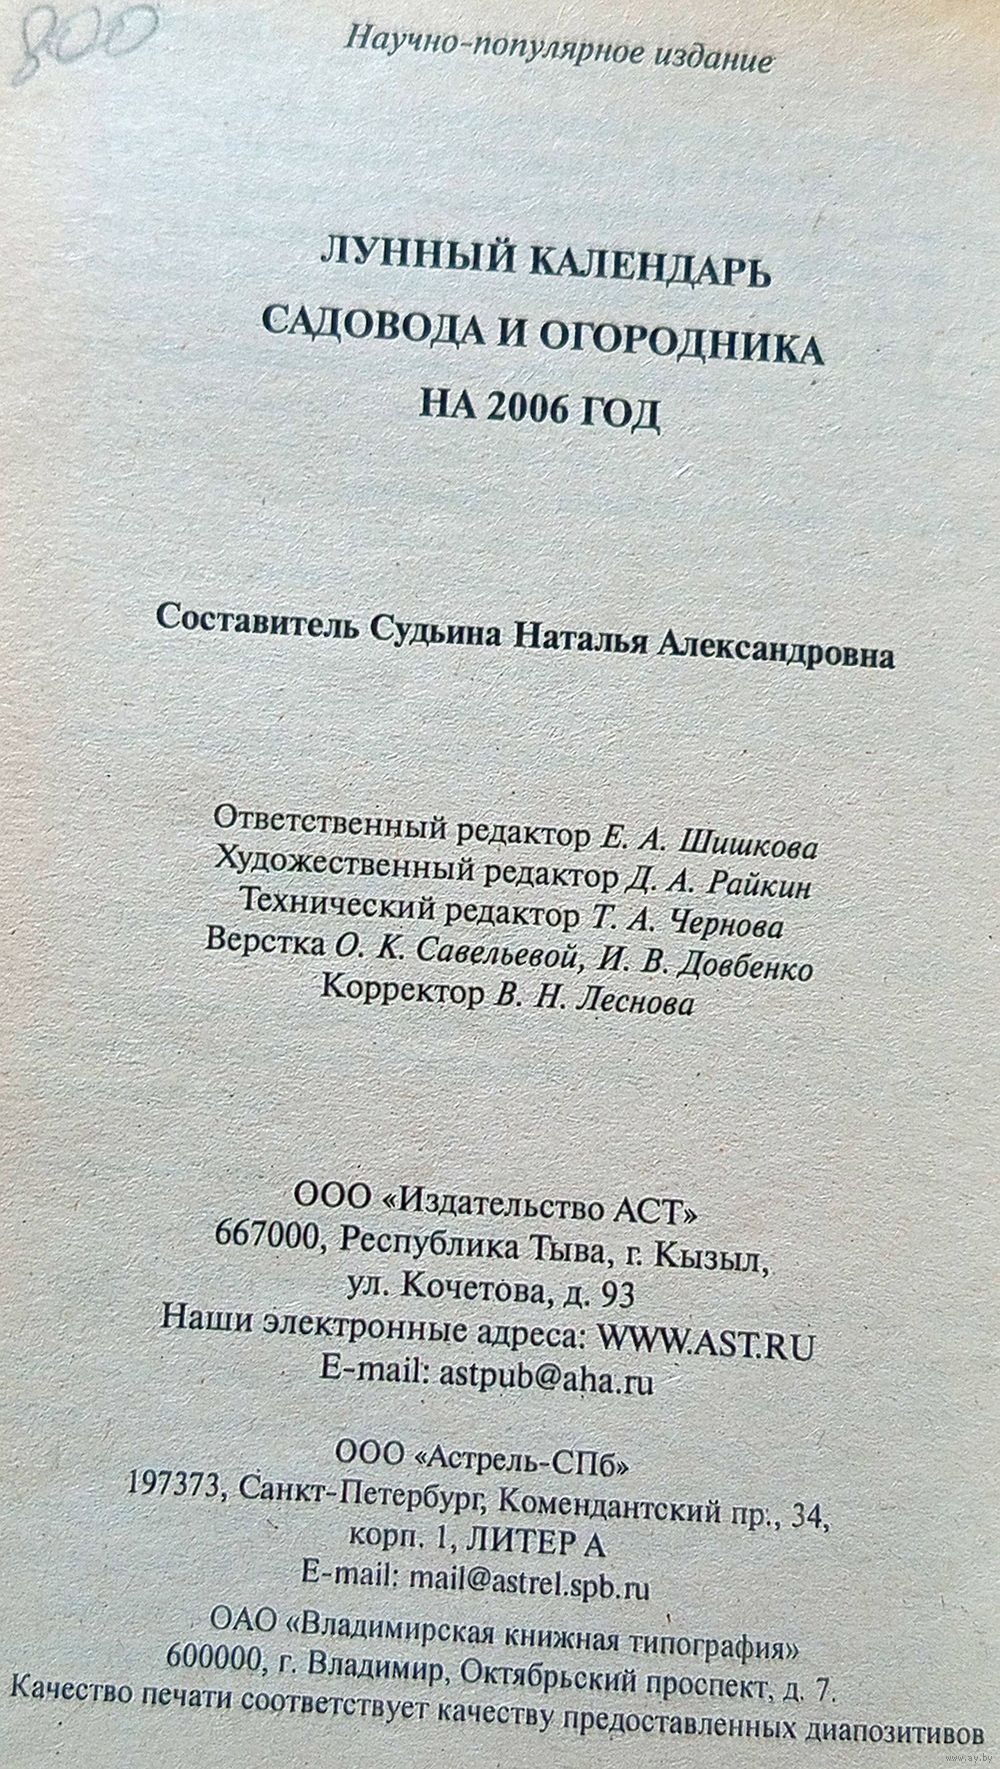 800
Научно-популярное издание
ЛУННЫЙ КАЛЕНДАРЬ
САДОВОДА И ОГОРОДНИКА
НА 2006 ГОД
Составитель Судьина Наталья Александровна
Ответственный редактор Е. А. Шишкова
Художественный редактор Д. А. Райкин
Технический редактор Т. А. Чернова
Верстка О. К. Савельевой, И. В. Довбенко
Корректор В. Н. Леснова
ООО «Издательство АСТ»
667000, Республика Тыва, г. Кызыл,
ул. Кочетова, д. 93
Наши электронные адреса: WWW.AST.RU
E-mail: astpub@aha.ru
ООО «Астрель-СПб»
197373, Санкт-Петербург, Комендантский пр., 34,
корп. 1, ЛИТЕР А
E-mail: mail@astrel.spb.ru
ОАО «Владимирская книжная типография»
600000, г. Владимир, Октябрьский проспект, д. 7.
Качество печати соответствует качеству предоставленных диапозитивов
www.ay.by